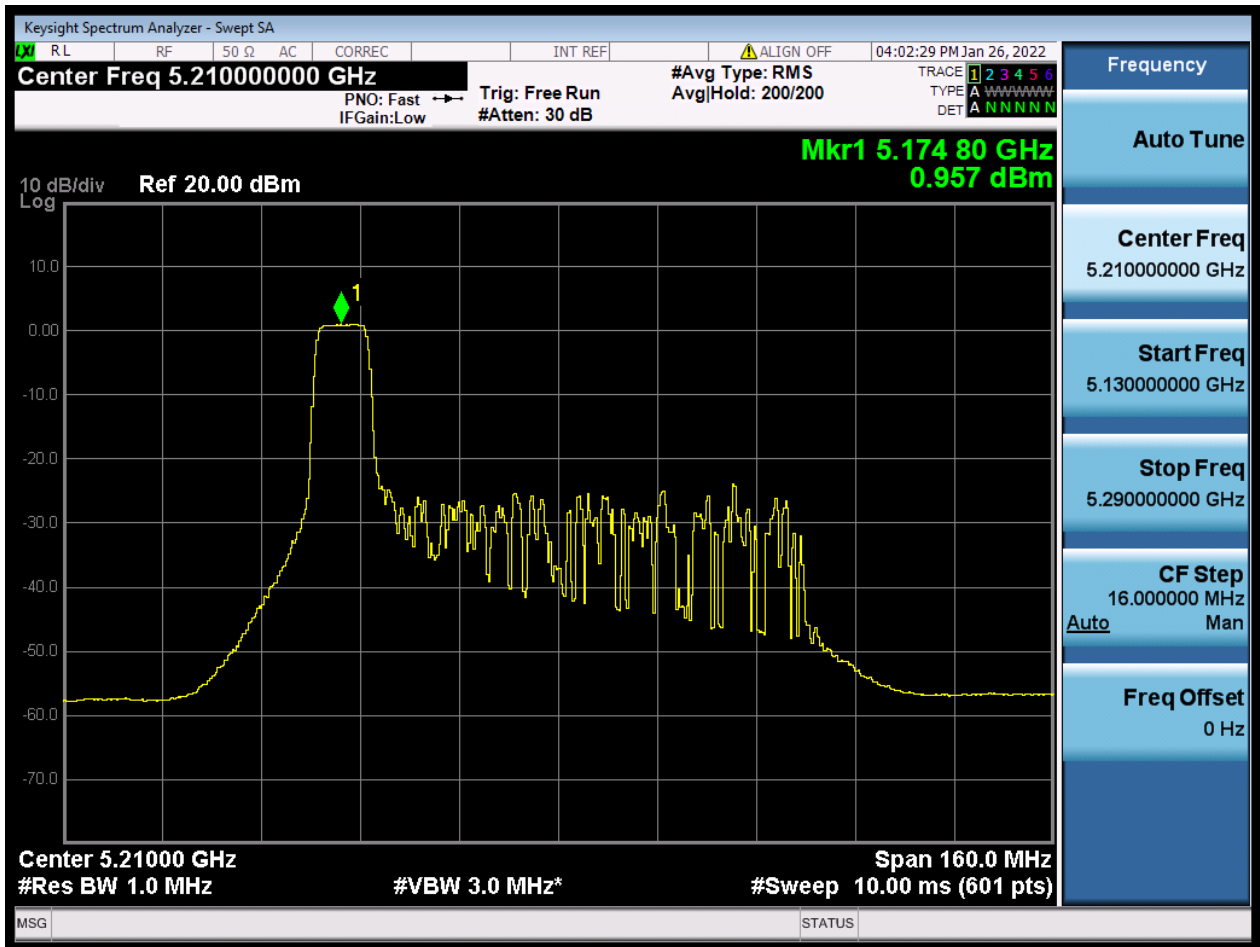 Keysight Spectrum Analyzer - Swept SA
LXI RL RF 50 Ω AC CORREC INT REF ALIGN OFF 04:02:29 PM Jan 26, 2022
Center Freq 5.210000000 GHz
PNO: Fast
IFGain:Low
Trig: Free Run
#Atten: 30 dB
#Avg Type: RMS
Avg|Hold: 200/200
TRACE 1 2 3 4 5 6
TYPE A WWWWW
DET A N N N N N
Mkr1 5.174 80 GHz
0.957 dBm
10 dB/div Ref 20.00 dBm
Log
10.0
1
0.00
-10.0
-20.0
-30.0
-40.0
-50.0
-60.0
-70.0
Center 5.21000 GHz Span 160.0 MHz
#Res BW 1.0 MHz #VBW 3.0 MHz* #Sweep 10.00 ms (601 pts)
MSG STATUS
Frequency
Auto Tune
Center Freq
5.210000000 GHz
Start Freq
5.130000000 GHz
Stop Freq
5.290000000 GHz
CF Step
16.000000 MHz
Auto Man
Freq Offset
0 Hz